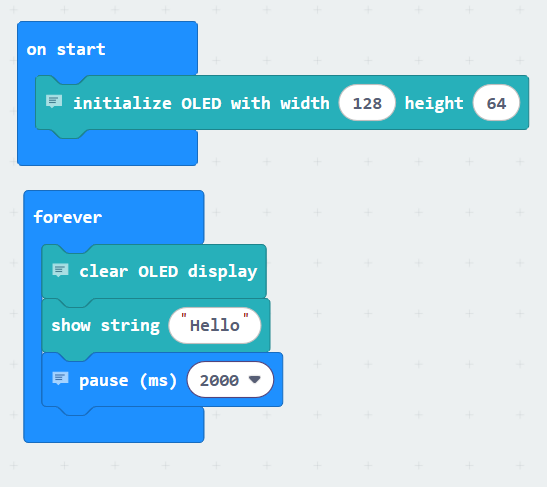 on start
initialize OLED with width 128 height 64
forever
clear OLED display
show string "Hello"
pause (ms) 2000